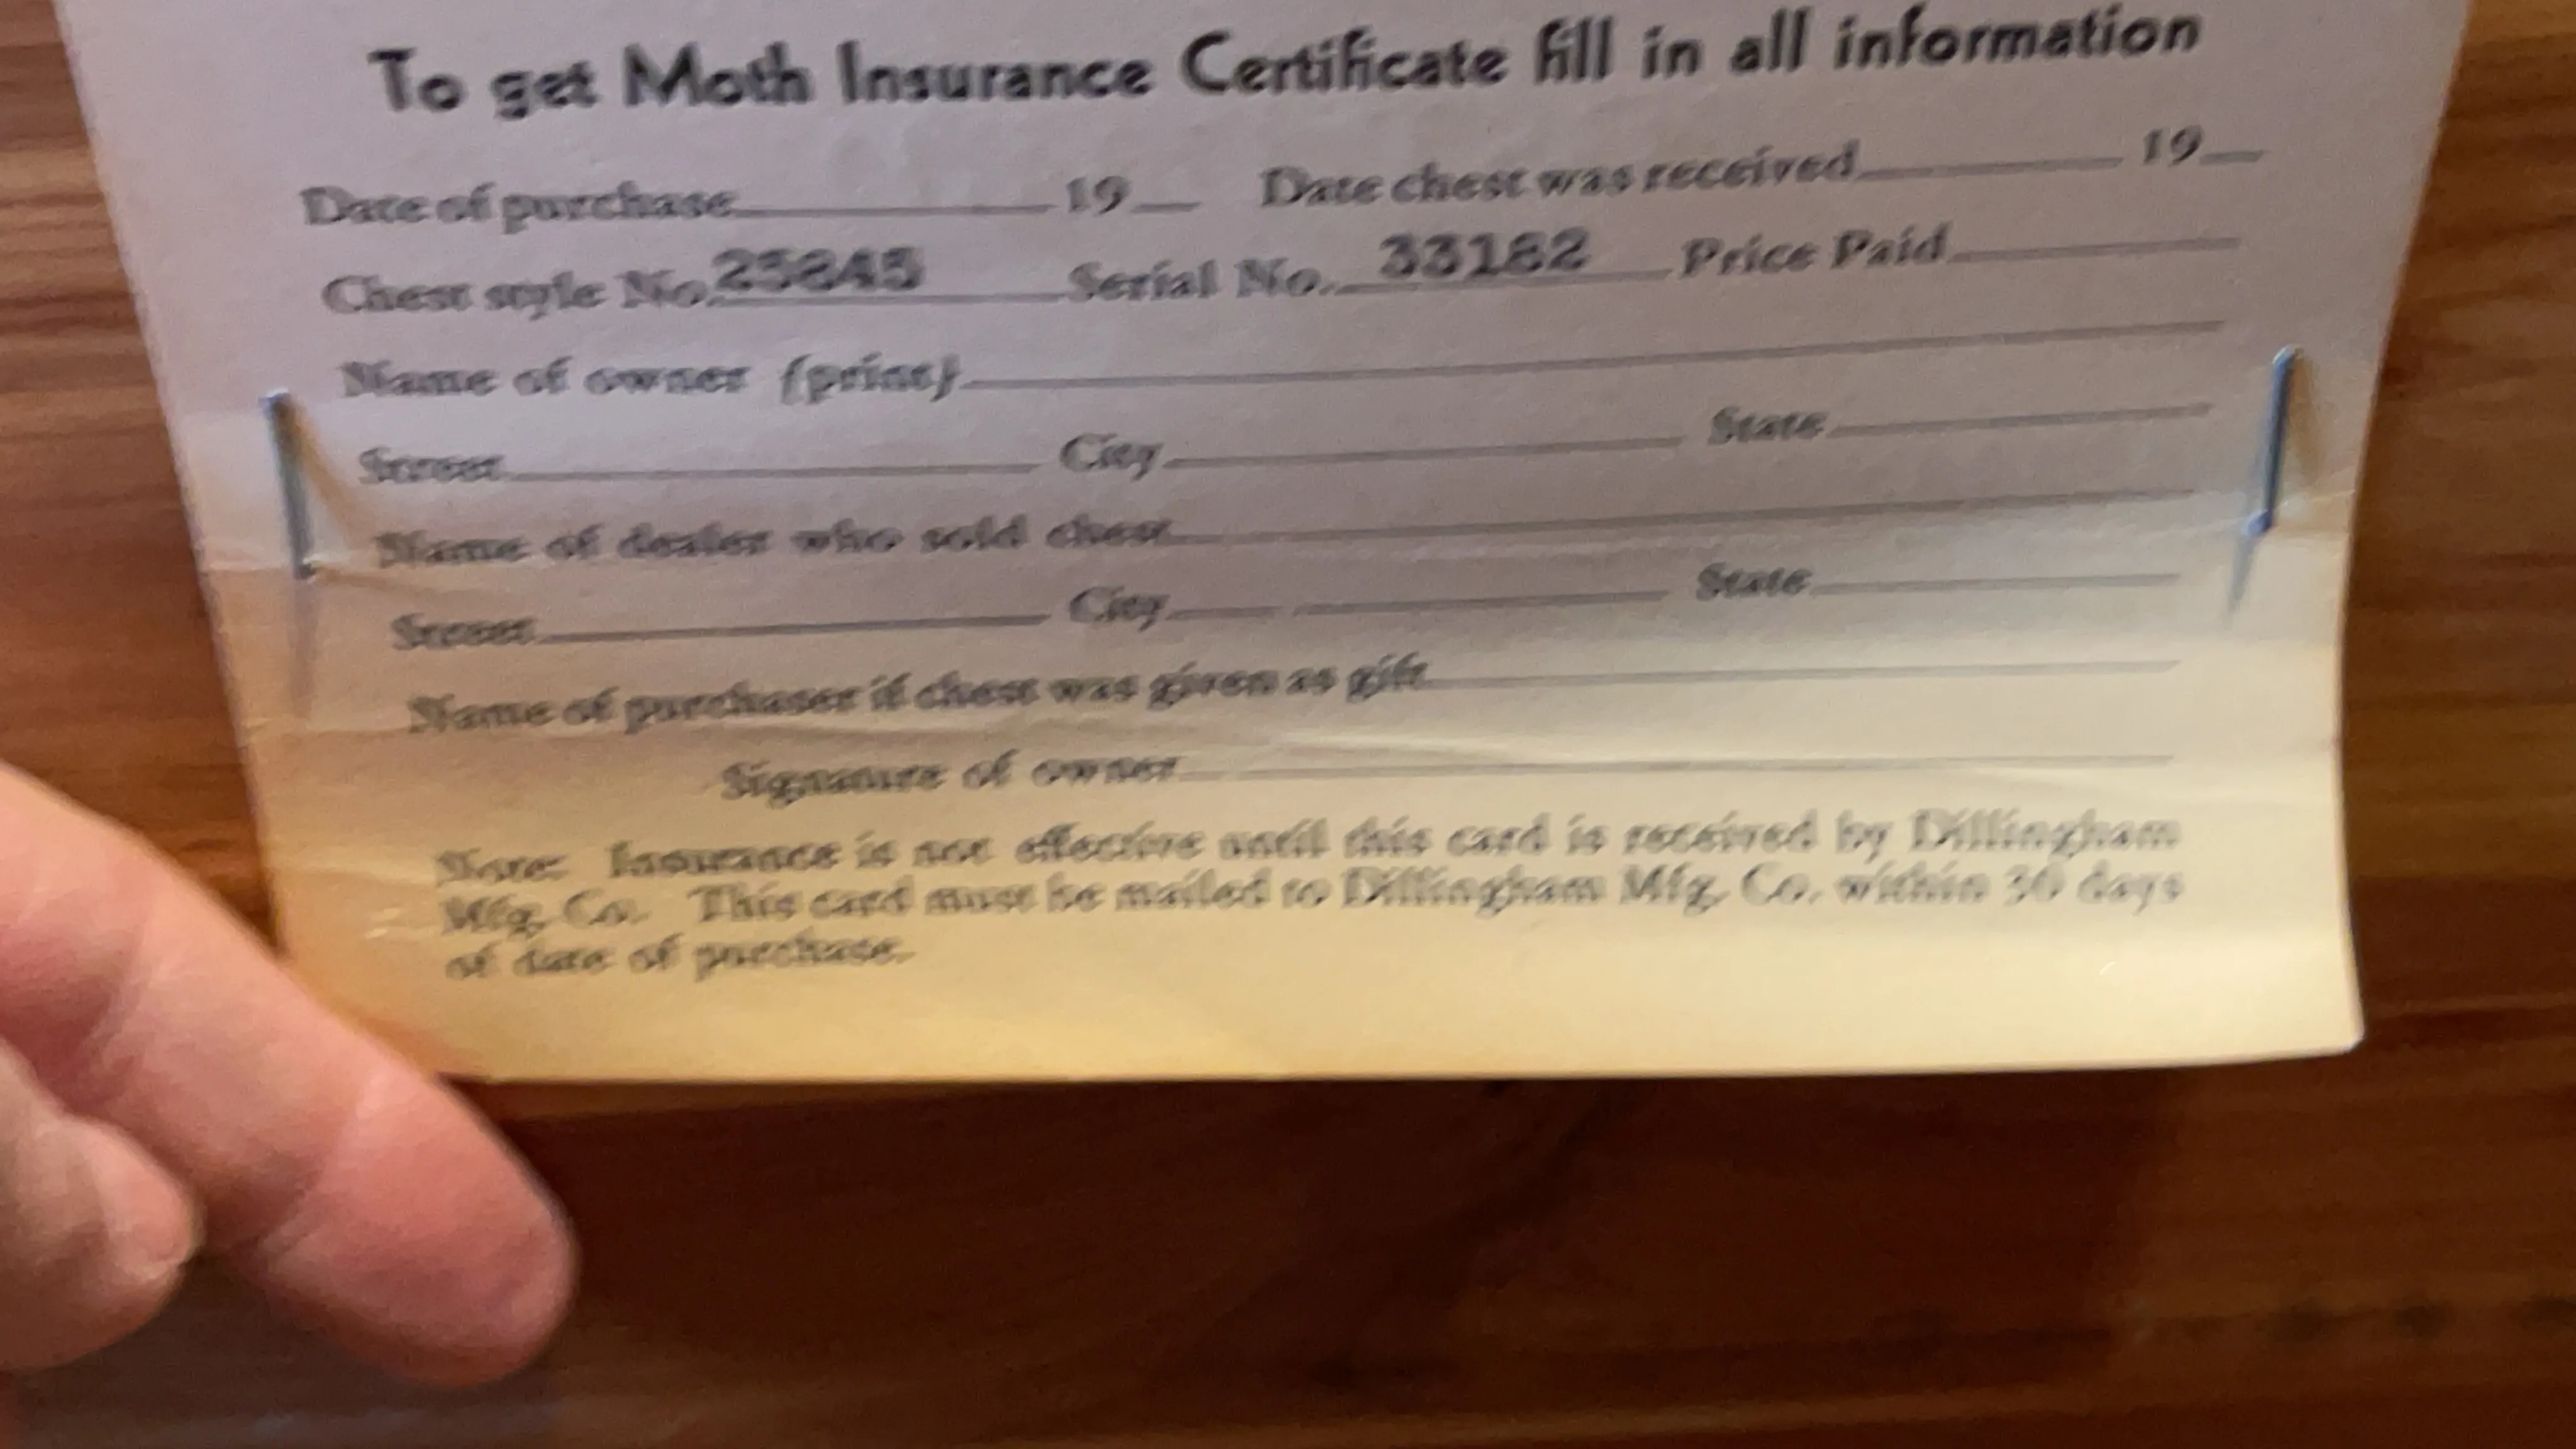 To get Moth Insurance Certificate fill in all information
Date of purchase 19 Date chest was received 19
Chest style No. 25845 Serial No. 33182 Price Paid
Name of owner (print)
Street City State
Name of dealer who sold chest
Street City State
Name of purchaser if chest was given as gift
Signature of owner
Note: Insurance is not effective until this card is received by Dillingham
Mfg. Co. This card must be mailed to Dillingham Mfg. Co. within 30 days
of date of purchase.